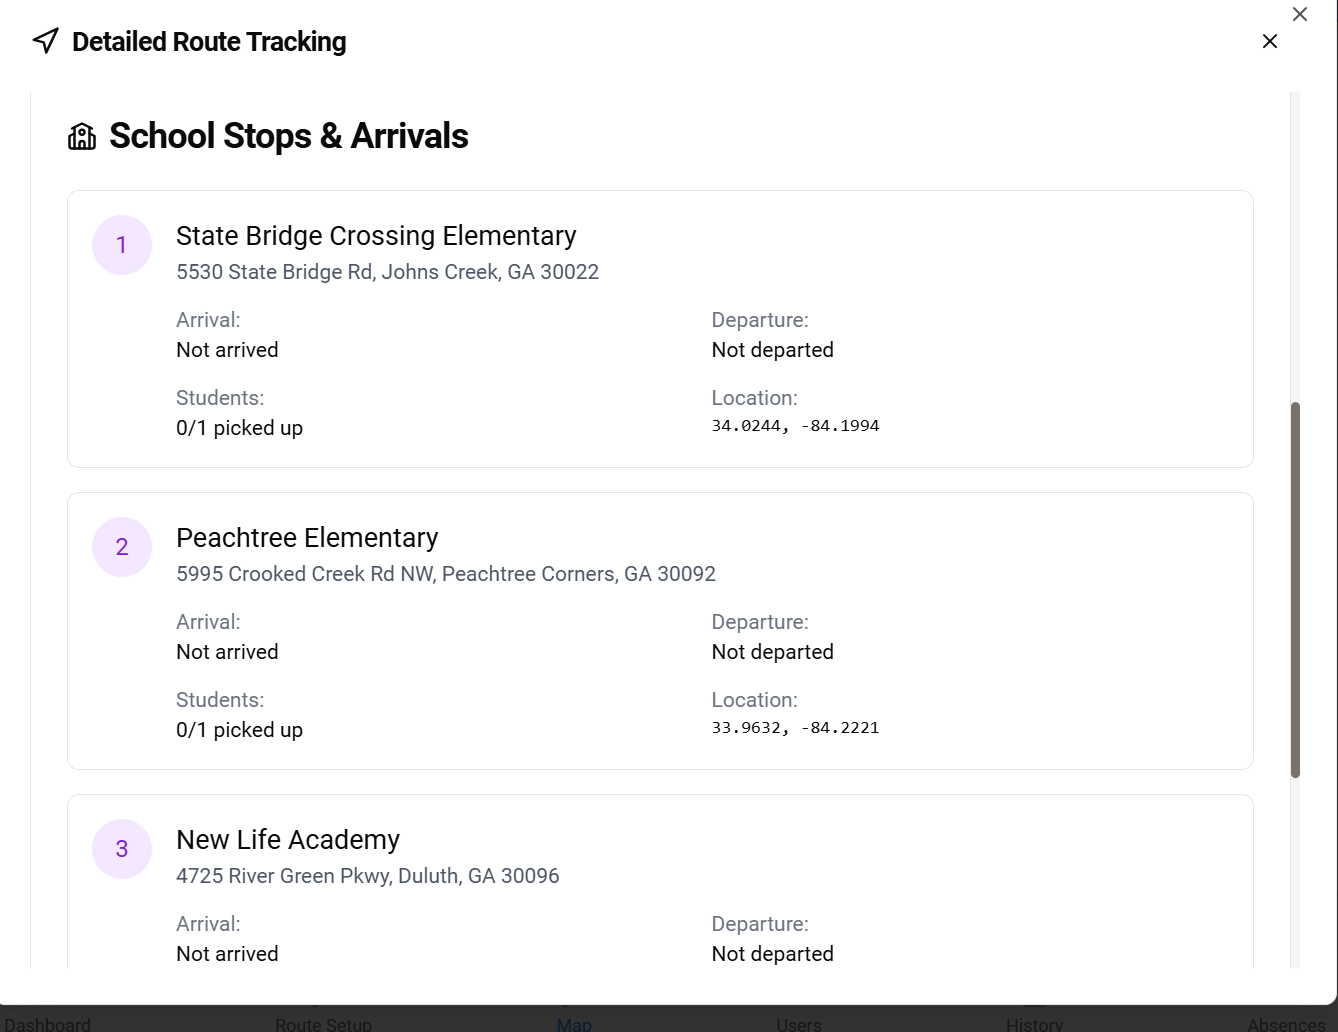 Detailed Route Tracking
School Stops & Arrivals
1
State Bridge Crossing Elementary
5530 State Bridge Rd, Johns Creek, GA 30022
Arrival:
Departure:
Not arrived
Not departed
Students:
Location:
0/1 picked up
34.0244, -84.1994
2
Peachtree Elementary
5995 Crooked Creek Rd NW, Peachtree Corners, GA 30092
Arrival:
Departure:
Not arrived
Not departed
Students:
Location:
0/1 picked up
33.9632, -84.2221
3
New Life Academy
4725 River Green Pkwy, Duluth, GA 30096
Arrival:
Departure:
Not arrived
Not departed
Dashboard
Route Setup
Map
Users
History
Absences